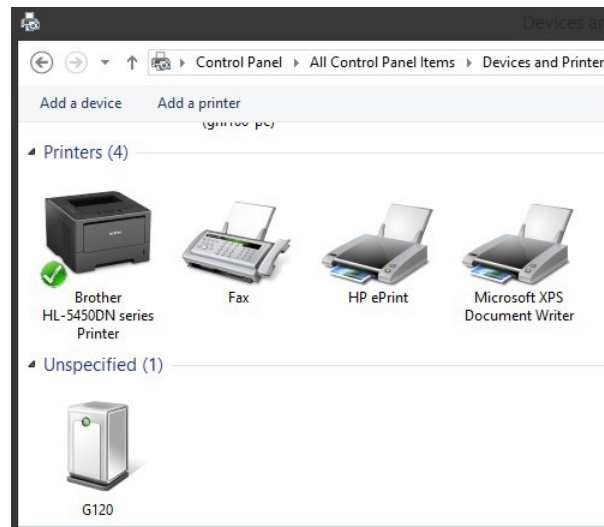 Devices an
Control Panel All Control Panel Items Devices and Printer
Add a device Add a printer
Printers (4)
Brother
HL-5450DN series
Printer
Fax
HP ePrint
Microsoft XPS
Document Writer
Unspecified (1)
G120